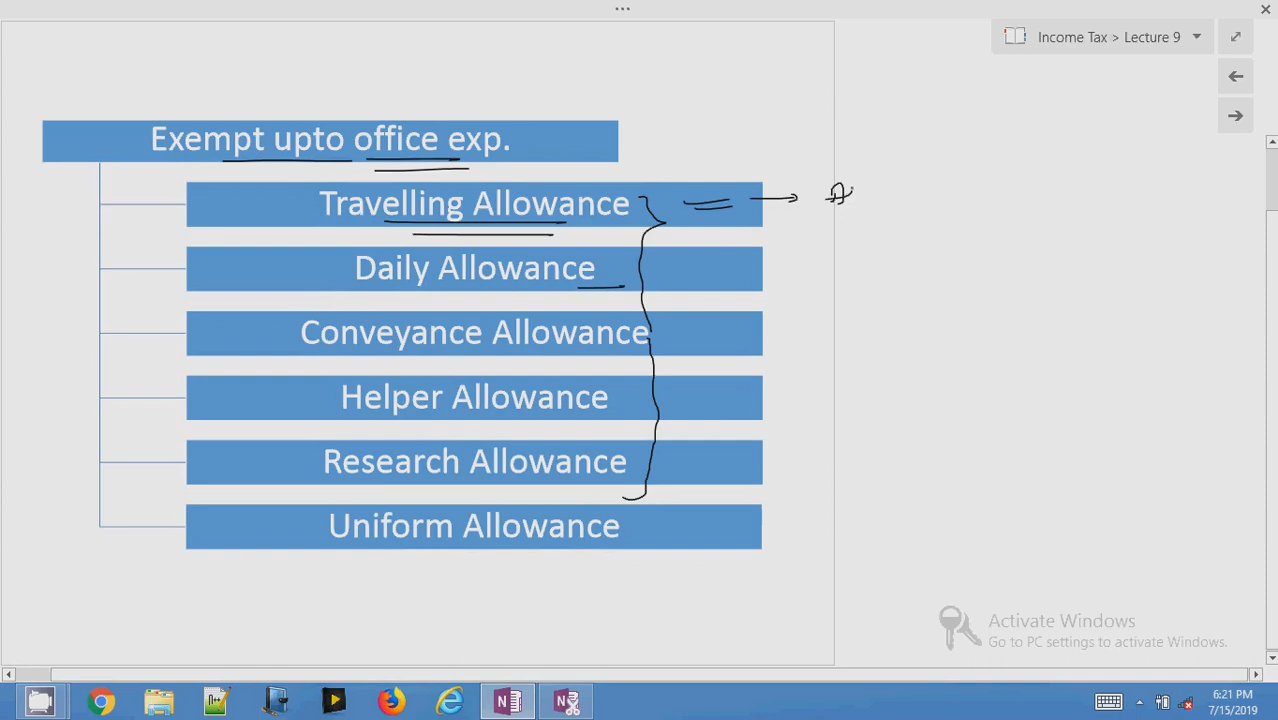 Income Tax > Lecture 9
Exempt upto office exp.
Travelling Allowance
Daily Allowance
Conveyance Allowance
Helper Allowance
Research Allowance
Uniform Allowance
Activate Windows
Go to PC settings to activate Windows.
6:21 PM
7/15/2019